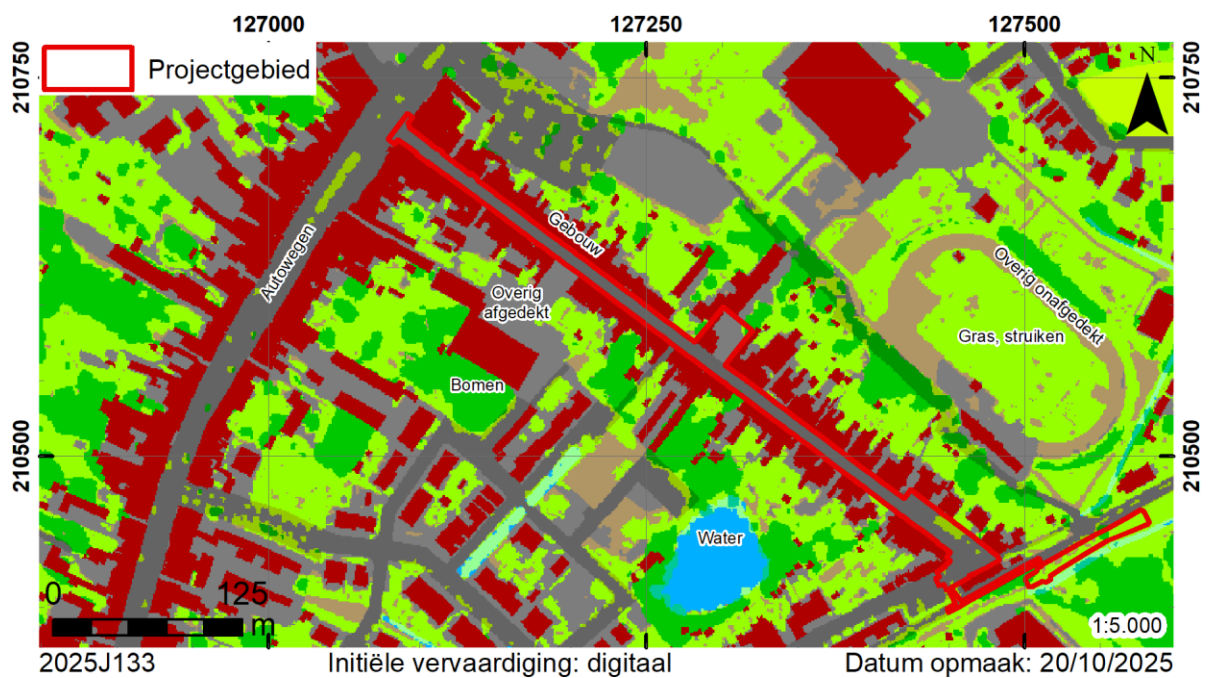 127000 127250 127500
Projectgebied
N
210750
210750
Autowegen
Gebouw
Overig
afgedekt
Bomen
Overig onafgedekt
Gras, struiken
210500
210500
Water
0 125
m
1:5.000
2025J133 Initiële vervaardiging: digitaal Datum opmaak: 20/10/2025